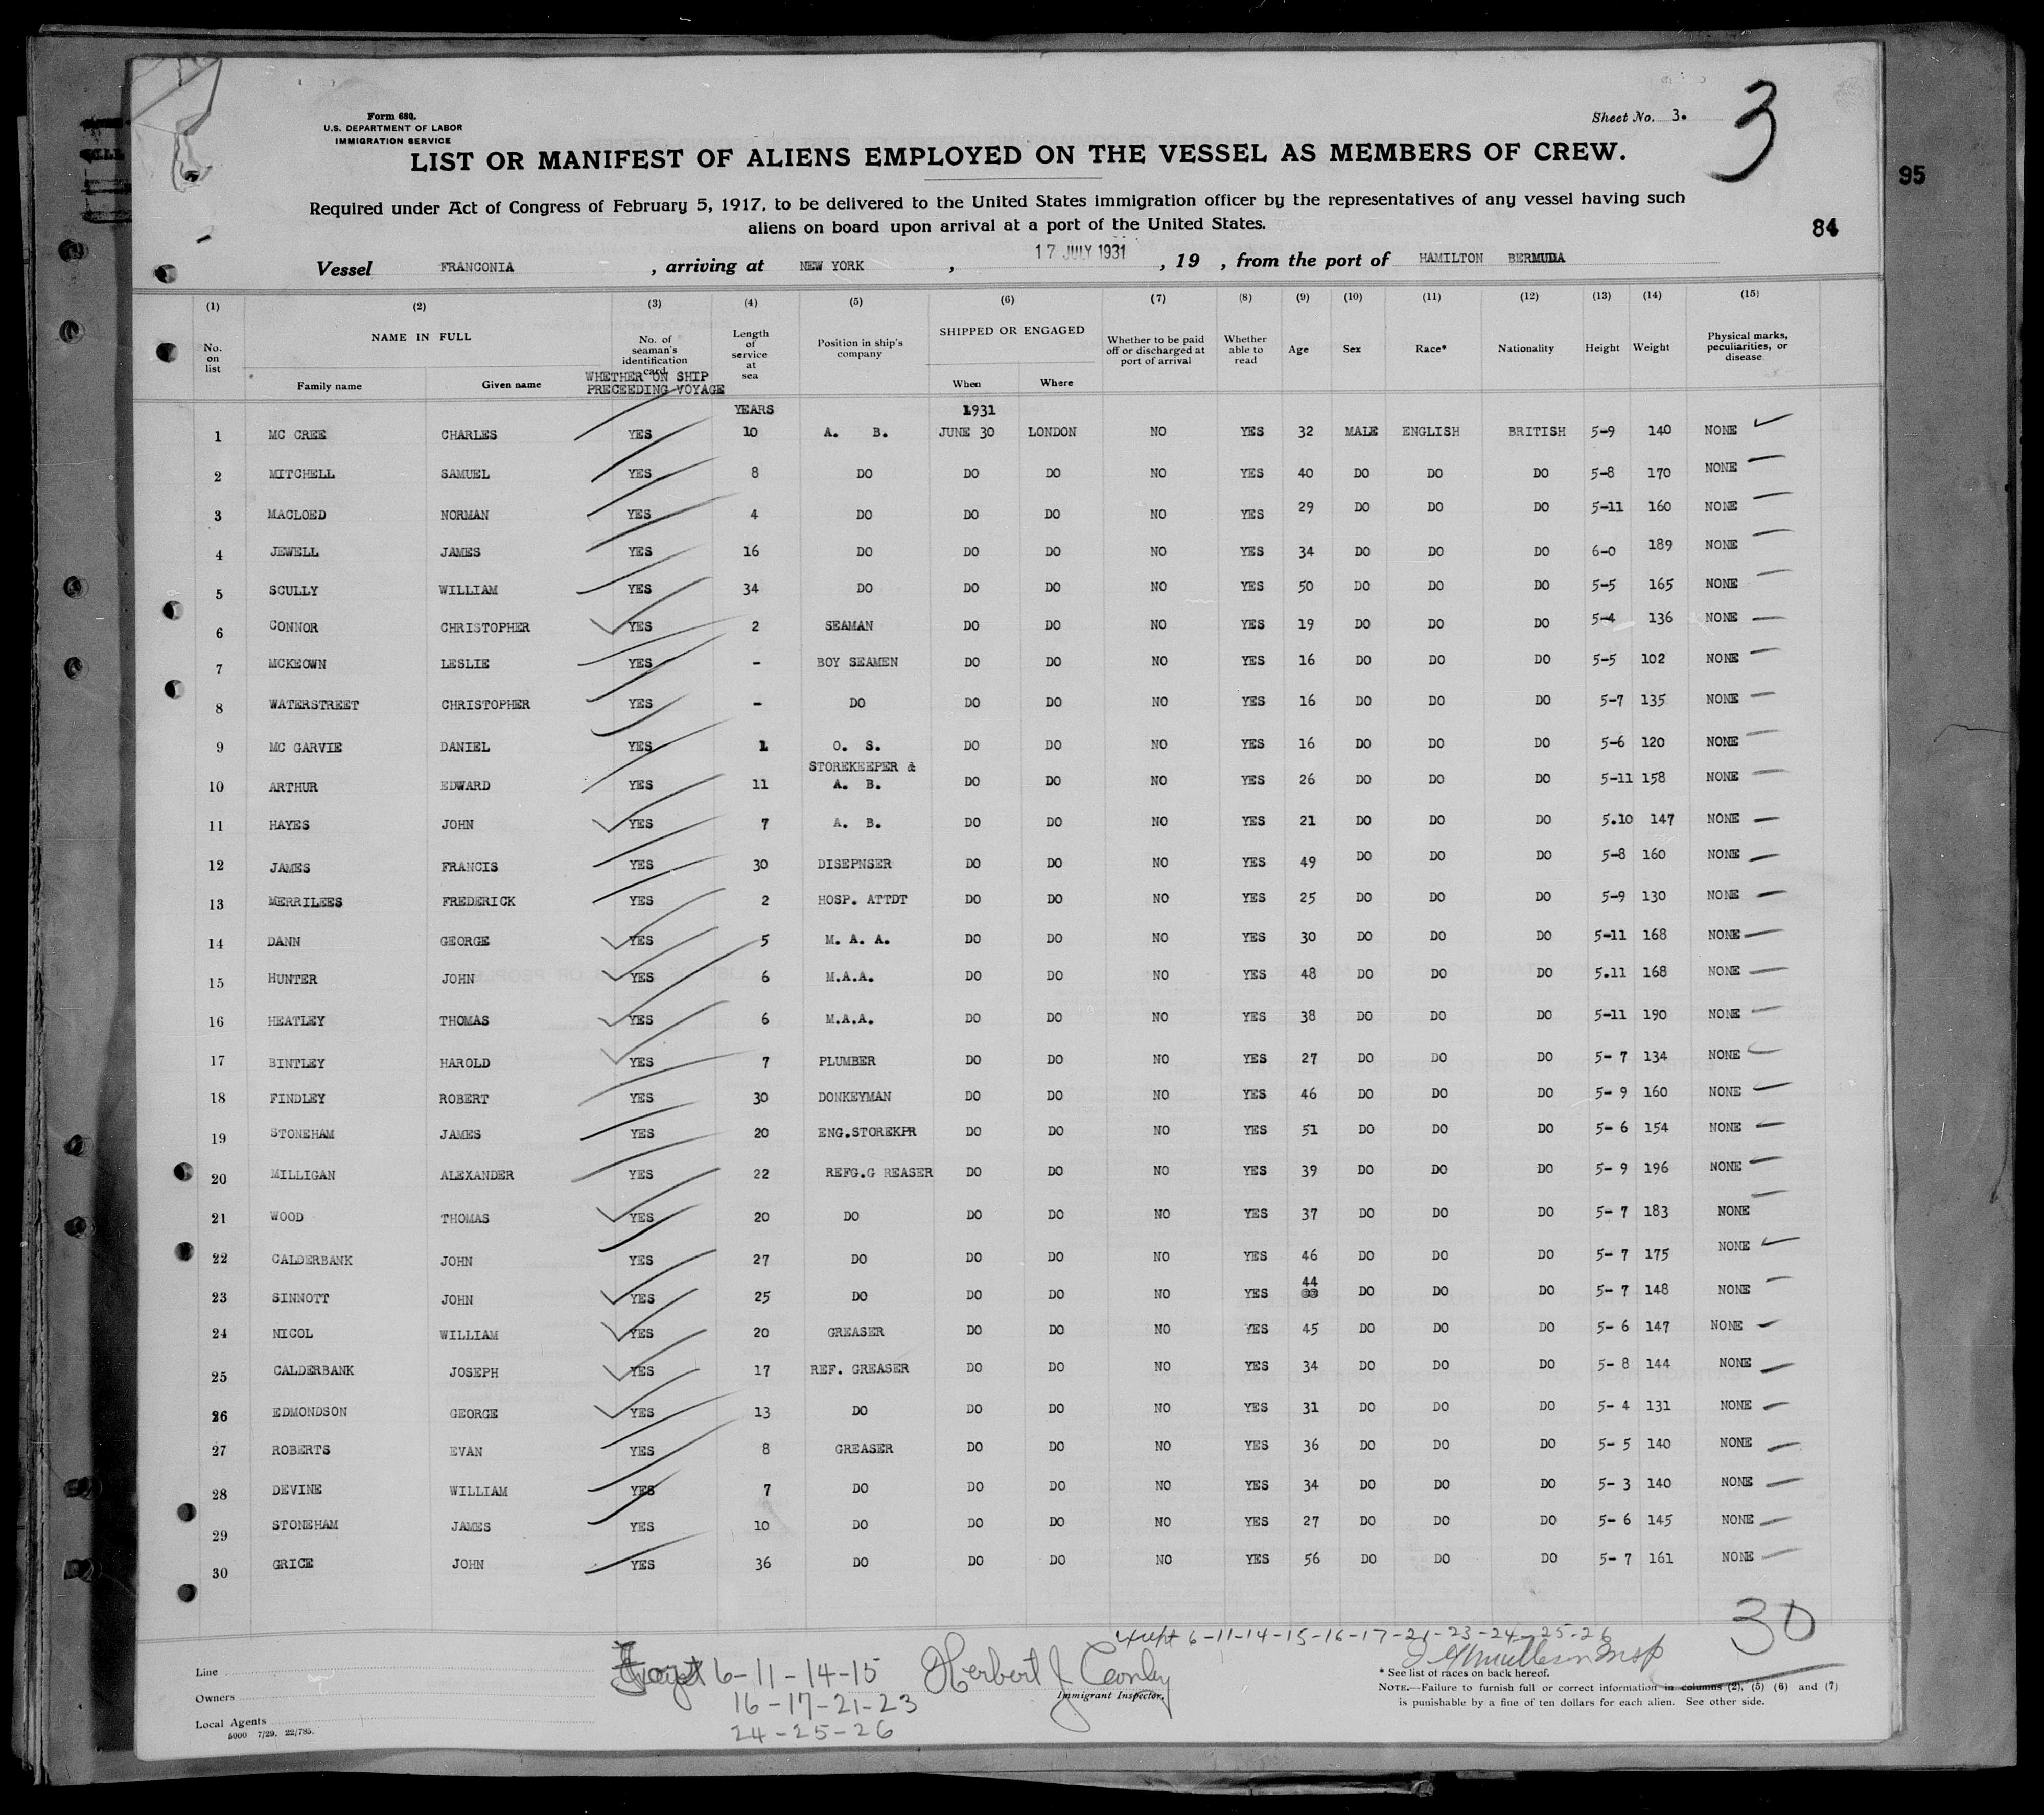 Form 680.
U.S. DEPARTMENT OF LABOR
IMMIGRATION SERVICE
Sheet No. 3.
3
LIST OR MANIFEST OF ALIENS EMPLOYED ON THE VESSEL AS MEMBERS OF CREW.
95
Required under Act of Congress of February 5, 1917, to be delivered to the United States immigration officer by the representatives of any vessel having such
aliens on board upon arrival at a port of the United States.
84
Vessel FRANCONIA , arriving at NEW YORK , 17 JULY 1931 , 19 , from the port of HAMILTON BERMUDA
(1) (2) (3) (4) (5) (6) (7) (8) (9) (10) (11) (12) (13) (14) (15)
No. on list NAME IN FULL Family name Given name No. of seaman's identification card WHETHER ON SHIP PRECEEDING VOYAGE Length of service at sea Position in ship's company SHIPPED OR ENGAGED When Where Whether to be paid off or discharged at port of arrival Whether able to read Age Sex Race* Nationality Height Weight Physical marks, peculiarities, or disease
YEARS 1931
1 MC CREE CHARLES YES 10 A. B. JUNE 30 LONDON NO YES 32 MALE ENGLISH BRITISH 5-9 140 NONE
2 MITCHELL SAMUEL YES 8 DO DO DO NO YES 40 DO DO DO 5-8 170 NONE
3 MACLOED NORMAN YES 4 DO DO DO NO YES 29 DO DO DO 5-11 160 NONE
4 JEWELL JAMES YES 16 DO DO DO NO YES 34 DO DO DO 6-0 189 NONE
5 SCULLY WILLIAM YES 34 DO DO DO NO YES 50 DO DO DO 5-5 165 NONE
6 CONNOR CHRISTOPHER YES 2 SEAMAN DO DO NO YES 19 DO DO DO 5-4 136 NONE
7 MCKEOWN LESLIE YES - BOY SEAMEN DO DO NO YES 16 DO DO DO 5-5 102 NONE
8 WATERSTREET CHRISTOPHER YES - DO DO DO NO YES 16 DO DO DO 5-7 135 NONE
9 MC GARVIE DANIEL YES 1 O. S. DO DO NO YES 16 DO DO DO 5-6 120 NONE
10 ARTHUR EDWARD YES 11 STOREKEEPER & A. B. DO DO NO YES 26 DO DO DO 5-11 158 NONE
11 HAYES JOHN YES 7 A. B. DO DO NO YES 21 DO DO DO 5.10 147 NONE
12 JAMES FRANCIS YES 30 DISEPNSER DO DO NO YES 49 DO DO DO 5-8 160 NONE
13 MERRILEES FREDERICK YES 2 HOSP. ATTDT DO DO NO YES 25 DO DO DO 5-9 130 NONE
14 DANN GEORGE YES 5 M. A. A. DO DO NO YES 30 DO DO DO 5-11 168 NONE
15 HUNTER JOHN YES 6 M.A.A. DO DO NO YES 48 DO DO DO 5.11 168 NONE
16 HEATLEY THOMAS YES 6 M.A.A. DO DO NO YES 38 DO DO DO 5-11 190 NONE
17 BINTLEY HAROLD YES 7 PLUMBER DO DO NO YES 27 DO DO DO 5- 7 134 NONE
18 FINDLEY ROBERT YES 30 DONKEYMAN DO DO NO YES 46 DO DO DO 5- 9 160 NONE
19 STONEHAM JAMES YES 20 ENG.STOREKPR DO DO NO YES 51 DO DO DO 5- 6 154 NONE
20 MILLIGAN ALEXANDER YES 22 REFG.G REASER DO DO NO YES 39 DO DO DO 5- 9 196 NONE
21 WOOD THOMAS YES 20 DO DO DO NO YES 37 DO DO DO 5- 7 183 NONE
22 CALDERBANK JOHN YES 27 DO DO DO NO YES 46 DO DO DO 5- 7 175 NONE
23 SINNOTT JOHN YES 25 DO DO DO NO YES 44 DO DO DO 5- 7 148 NONE
24 NICOL WILLIAM YES 20 GREASER DO DO NO YES 45 DO DO DO 5- 6 147 NONE
25 CALDERBANK JOSEPH YES 17 REF. GREASER DO DO NO YES 34 DO DO DO 5- 8 144 NONE
26 EDMONDSON GEORGE YES 13 DO DO DO NO YES 31 DO DO DO 5- 4 131 NONE
27 ROBERTS EVAN YES 8 GREASER DO DO NO YES 36 DO DO DO 5- 5 140 NONE
28 DEVINE WILLIAM YES 7 DO DO DO NO YES 34 DO DO DO 5- 3 140 NONE
29 STONEHAM JAMES YES 10 DO DO DO NO YES 27 DO DO DO 5- 6 145 NONE
30 GRICE JOHN YES 36 DO DO DO NO YES 56 DO DO DO 5- 7 161 NONE
30
except 6-11-14-15-16-17-21-23-24-25-26
Line
Owners
Local Agents
5000 7/29. 22/785.
6-11-14-15
16-17-21-23
24-25-26
Herbert J
Immigrant Inspector.
Insp
* See list of races on back hereof.
NOTE.—Failure to furnish full or correct information in columns (2), (5) (6) and (7)
is punishable by a fine of ten dollars for each alien. See other side.